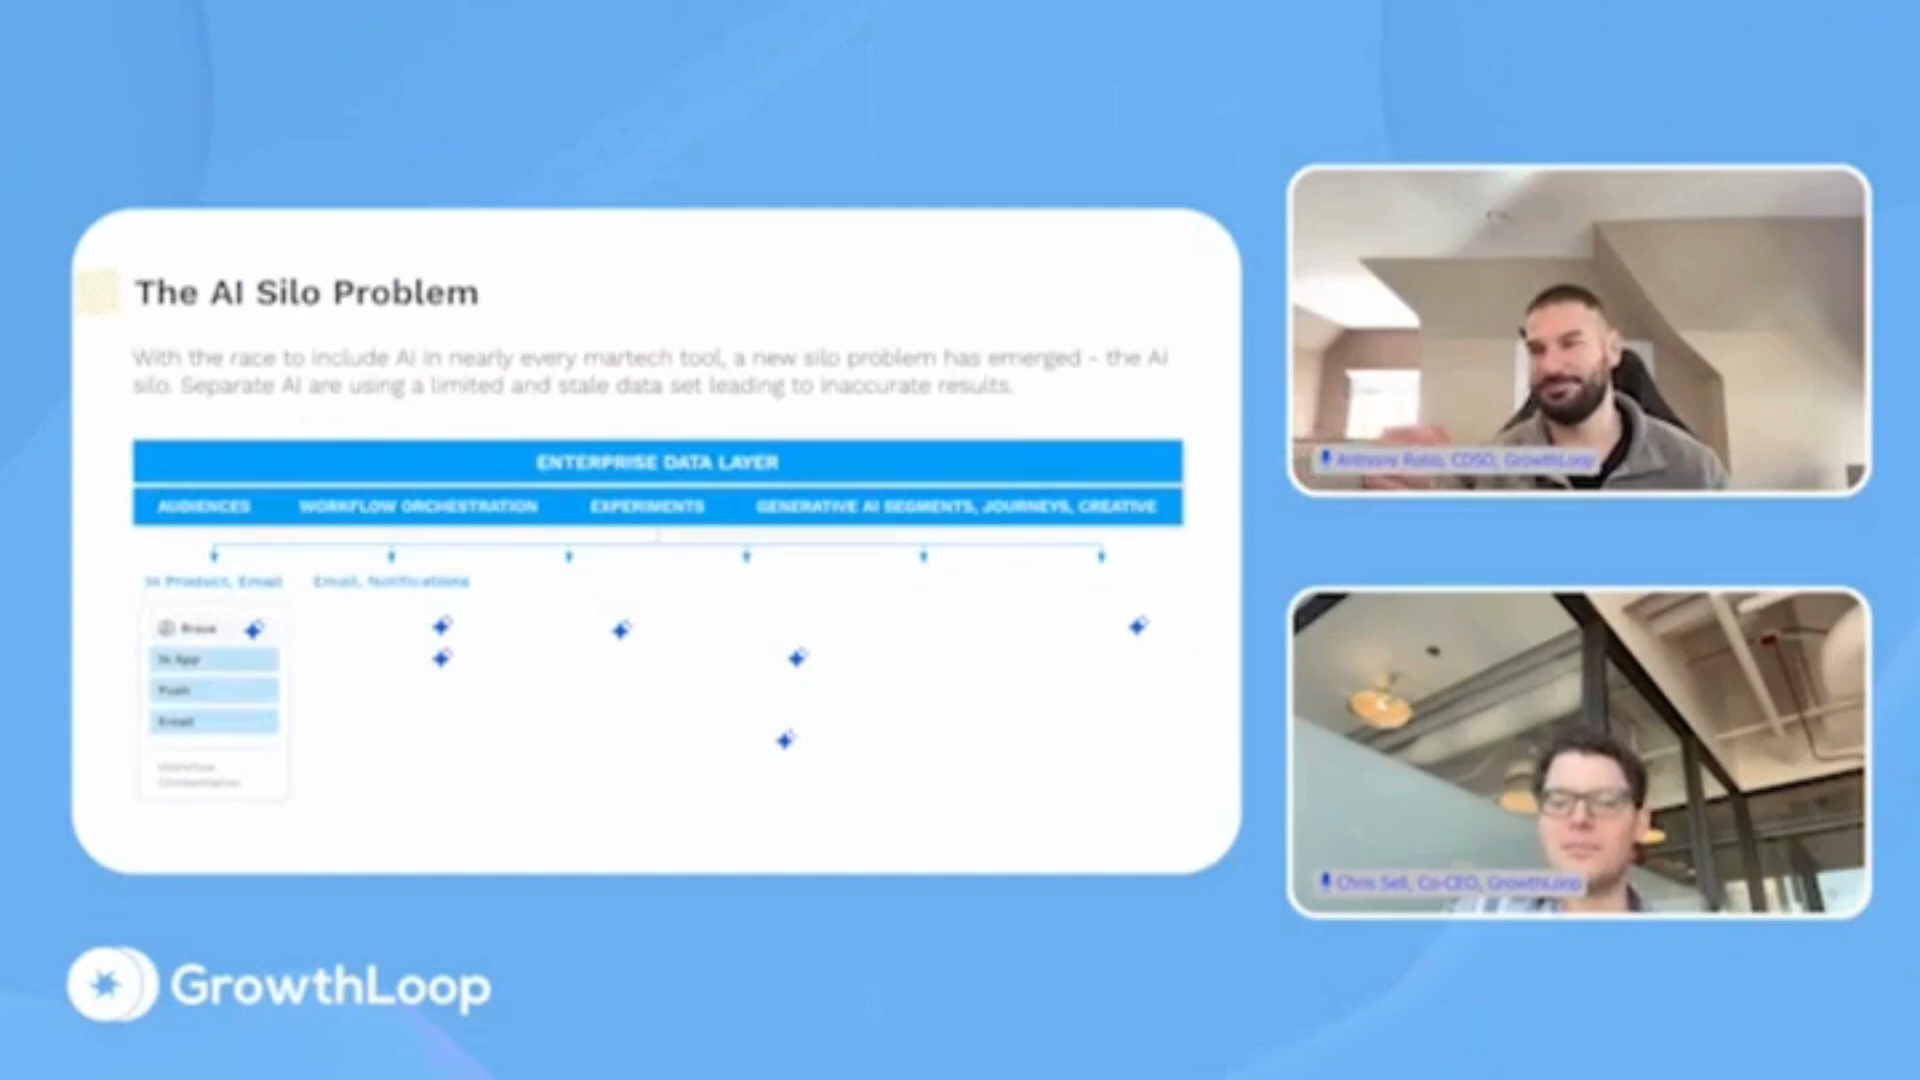 The AI Silo Problem
With the race to include AI in nearly every martech tool, a new silo problem has emerged - the AI
silo. Separate AI are using a limited and stale data set leading to inaccurate results.
ENTERPRISE DATA LAYER
AUDIENCES WORKFLOW ORCHESTRATION EXPERIMENTS GENERATIVE AI SEGMENTS, JOURNEYS, CREATIVE
In Product, Email Email, Notifications
Braze
In App
Push
Email
Workflow
Orchestration
Anthony Rotio, CDSO, GrowthLoop
Chris Sell, Co-CEO, GrowthLoop
GrowthLoop